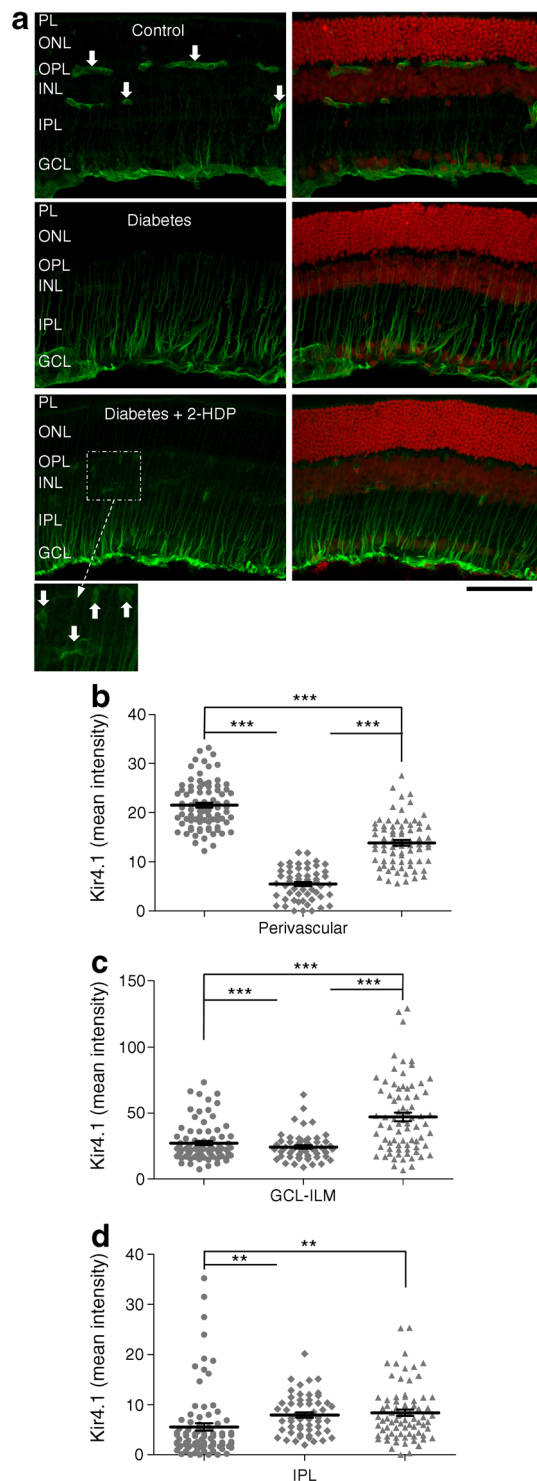 a
Control
PL
ONL
OPL
INL
IPL
GCL
Diabetes
PL
ONL
OPL
INL
IPL
GCL
Diabetes + 2-HDP
PL
ONL
OPL
INL
IPL
GCL
b
***
***
***
Kir4.1 (mean intensity)
40
30
20
10
0
Perivascular
c
***
***
***
Kir4.1 (mean intensity)
150
100
50
0
GCL-ILM
d
**
**
Kir4.1 (mean intensity)
40
30
20
10
0
IPL